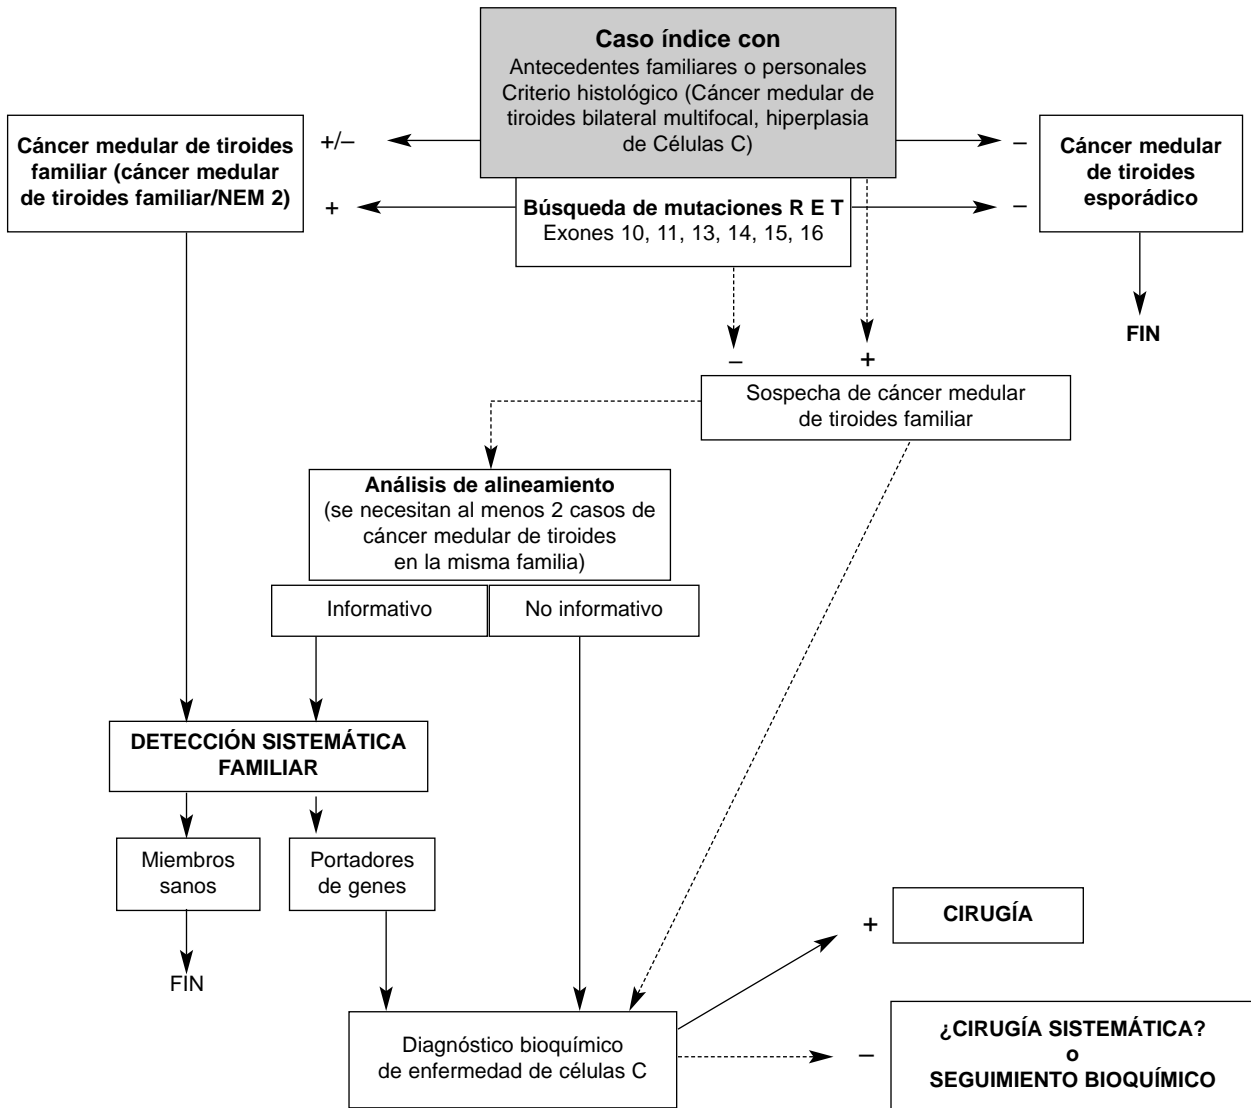 Caso índice con
Antecedentes familiares o personales
Criterio histológico (Cáncer medular de
tiroides bilateral multifocal, hiperplasia
de Células C)
Cáncer medular de tiroides
familiar (cáncer medular
de tiroides familiar/NEM 2)
+/–
–
Cáncer medular
de tiroides
esporádico
+
Búsqueda de mutaciones R E T
Exones 10, 11, 13, 14, 15, 16
–
FIN
–
+
Sospecha de cáncer medular
de tiroides familiar
Análisis de alineamiento
(se necesitan al menos 2 casos de
cáncer medular de tiroides
en la misma familia)
Informativo
No informativo
DETECCIÓN SISTEMÁTICA
FAMILIAR
Miembros
sanos
Portadores
de genes
FIN
Diagnóstico bioquímico
de enfermedad de células C
+
CIRUGÍA
–
¿CIRUGÍA SISTEMÁTICA?
o
SEGUIMIENTO BIOQUÍMICO